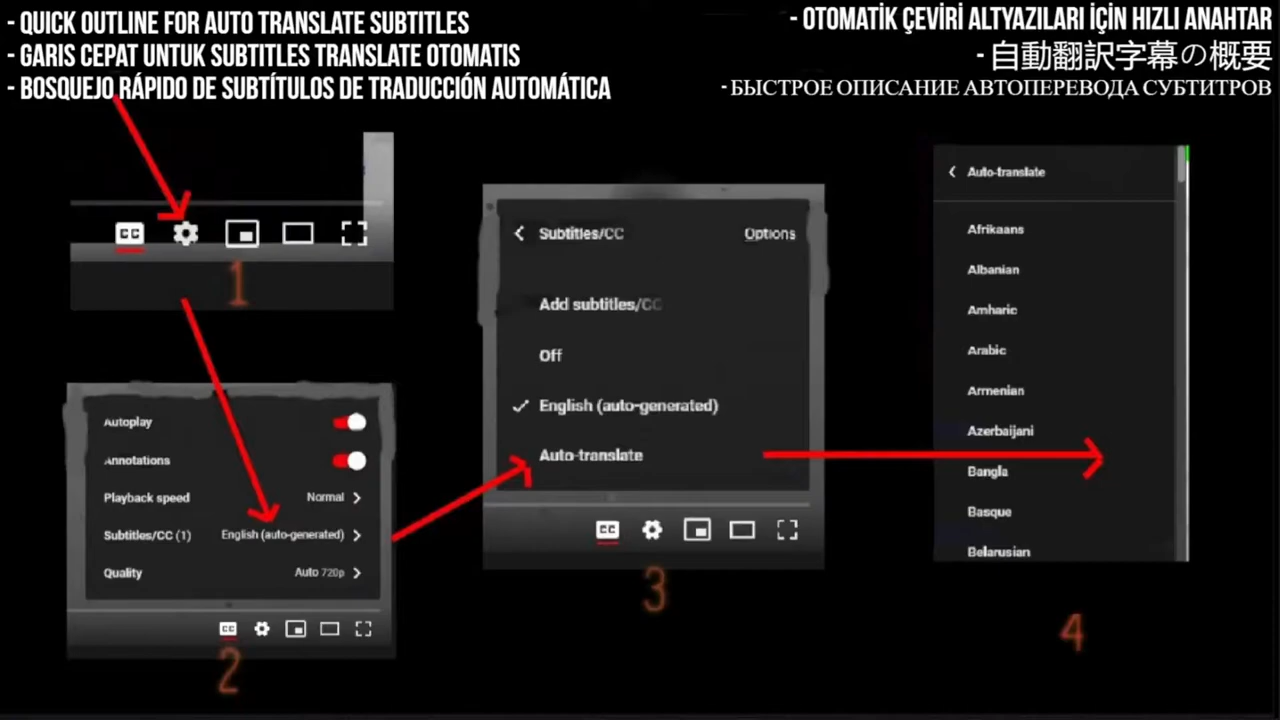 - QUICK OUTLINE FOR AUTO TRANSLATE SUBTITLES
- GARIS CEPAT UNTUK SUBTITLES TRANSLATE OTOMATIS
- BOSQUEJO RÁPIDO DE SUBTÍTULOS DE TRADUCCIÓN AUTOMÁTICA
- OTOMATİK ÇEVİRİ ALTYAZILARI İÇİN HIZLI ANAHTAR
- 自動翻訳字幕の概要
- БЫСТРОЕ ОПИСАНИЕ АВТОПЕРЕВОДА СУБТИТРОВ
CC
1
Autoplay
Annotations
Playback speed Normal
Subtitles/CC (1) English (auto-generated)
Quality Auto 720p
CC
2
Subtitles/CC Options
Add subtitles/CC
Off
English (auto-generated)
Auto-translate
CC
3
Auto-translate
Afrikaans
Albanian
Amharic
Arabic
Armenian
Azerbaijani
Bangla
Basque
Belarusian
4